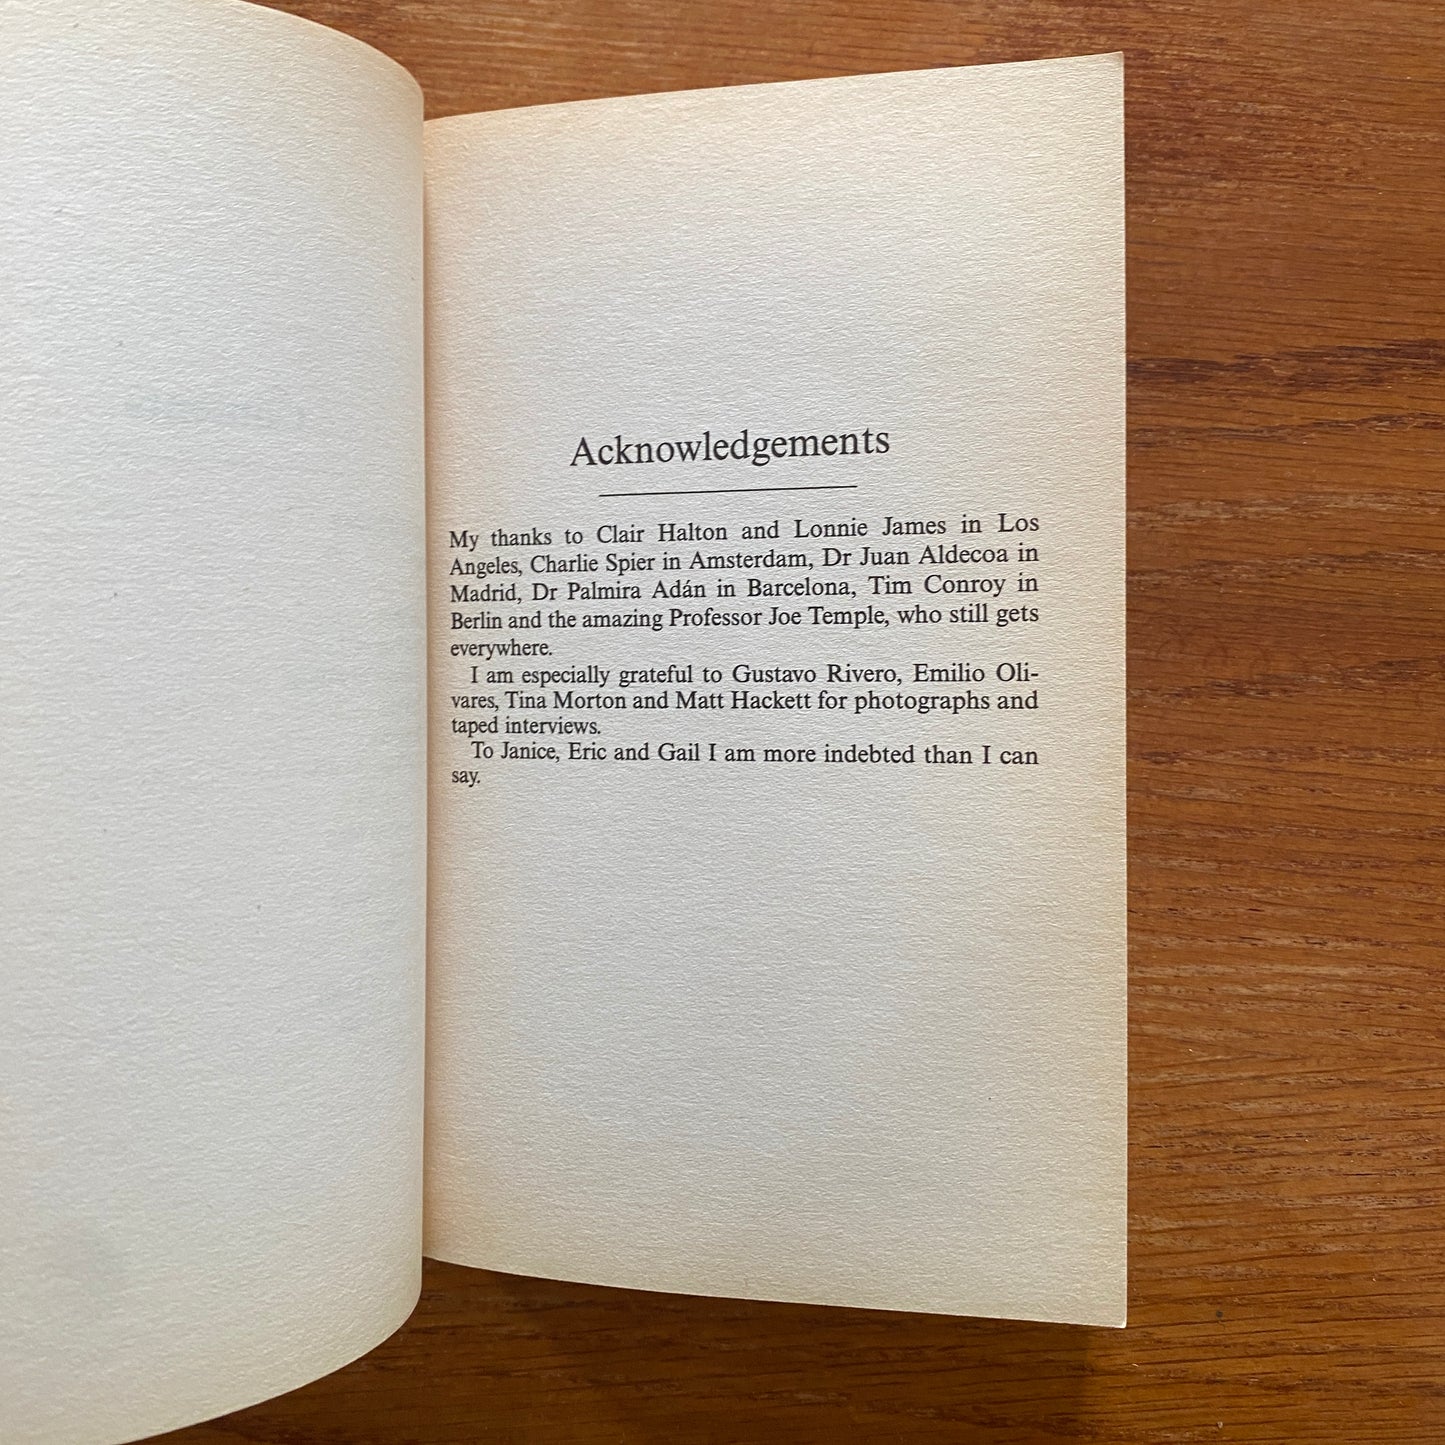 Acknowledgements
My thanks to Clair Halton and Lonnie James in Los
Angeles, Charlie Spier in Amsterdam, Dr Juan Aldecoa in
Madrid, Dr Palmira Adán in Barcelona, Tim Conroy in
Berlin and the amazing Professor Joe Temple, who still gets
everywhere.
I am especially grateful to Gustavo Rivero, Emilio Oli-
vares, Tina Morton and Matt Hackett for photographs and
taped interviews.
To Janice, Eric and Gail I am more indebted than I can
say.